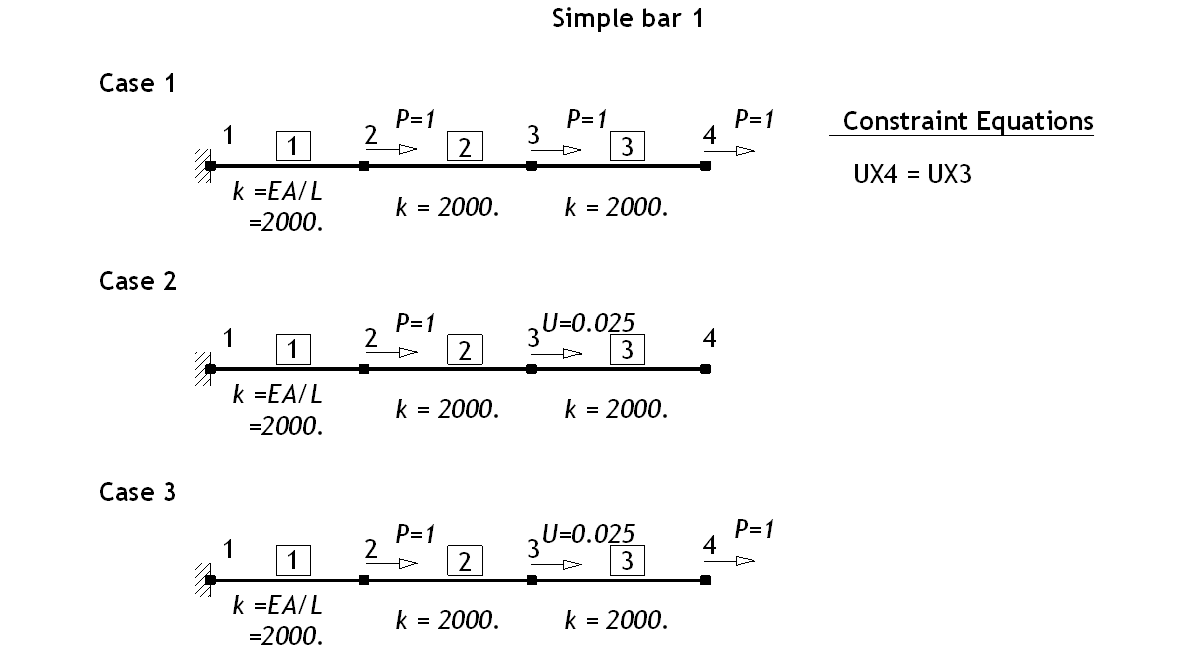 Simple bar 1
Case 1
P=1 P=1 P=1
1 1 2 2 3 3 4
Constraint Equations
UX4 = UX3
k =EA/L
=2000.
k = 2000. k = 2000.
Case 2
P=1 U=0.025
1 1 2 2 3 3 4
k =EA/L
=2000.
k = 2000. k = 2000.
Case 3
P=1 U=0.025 P=1
1 1 2 2 3 3 4
k =EA/L
=2000.
k = 2000. k = 2000.